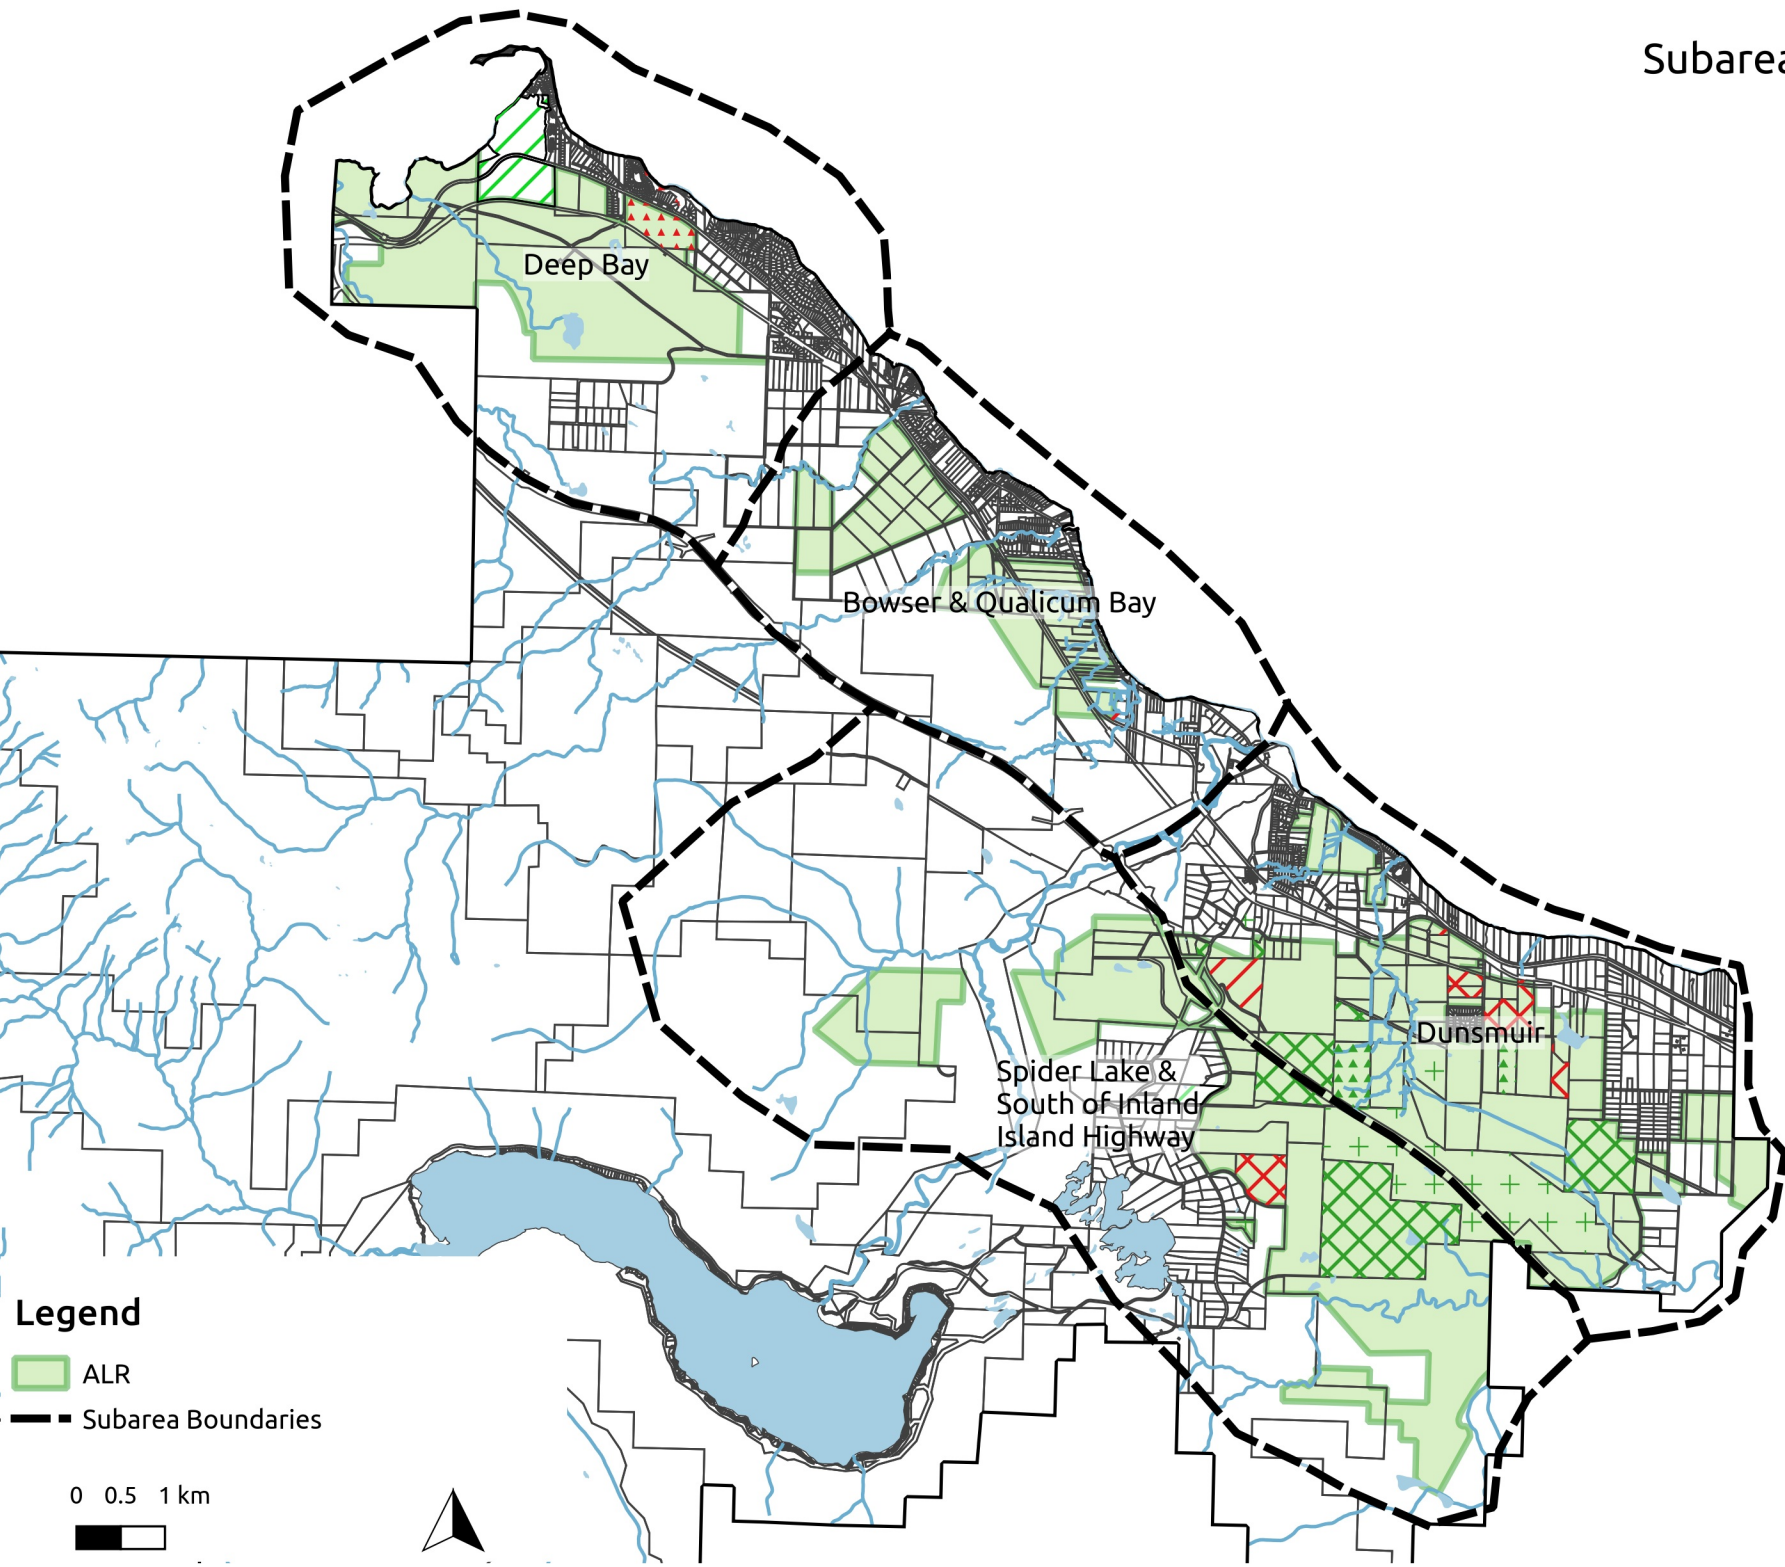 Subarea
Deep Bay
Bowser & Qualicum Bay
Dunsmuir
Spider Lake &
South of Inland
Island Highway
Legend
ALR
Subarea Boundaries
0 0.5 1 km